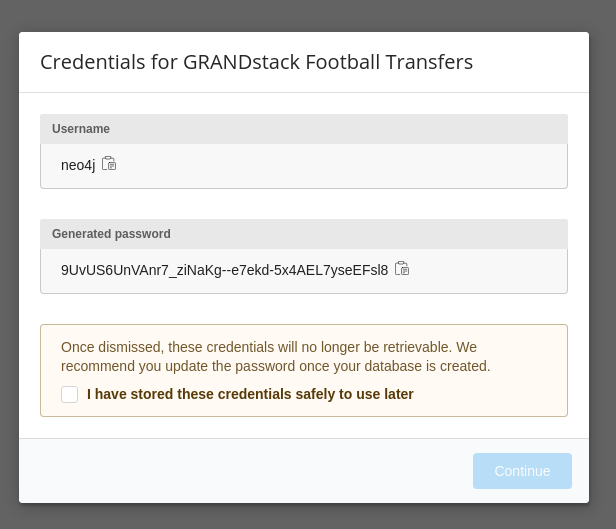 Credentials for GRANDstack Football Transfers
Username
neo4j
Generated password
9UvUS6UnVAnr7_ziNaKg--e7ekd-5x4AEL7yseEFsl8
Once dismissed, these credentials will no longer be retrievable. We
recommend you update the password once your database is created.
I have stored these credentials safely to use later
Continue